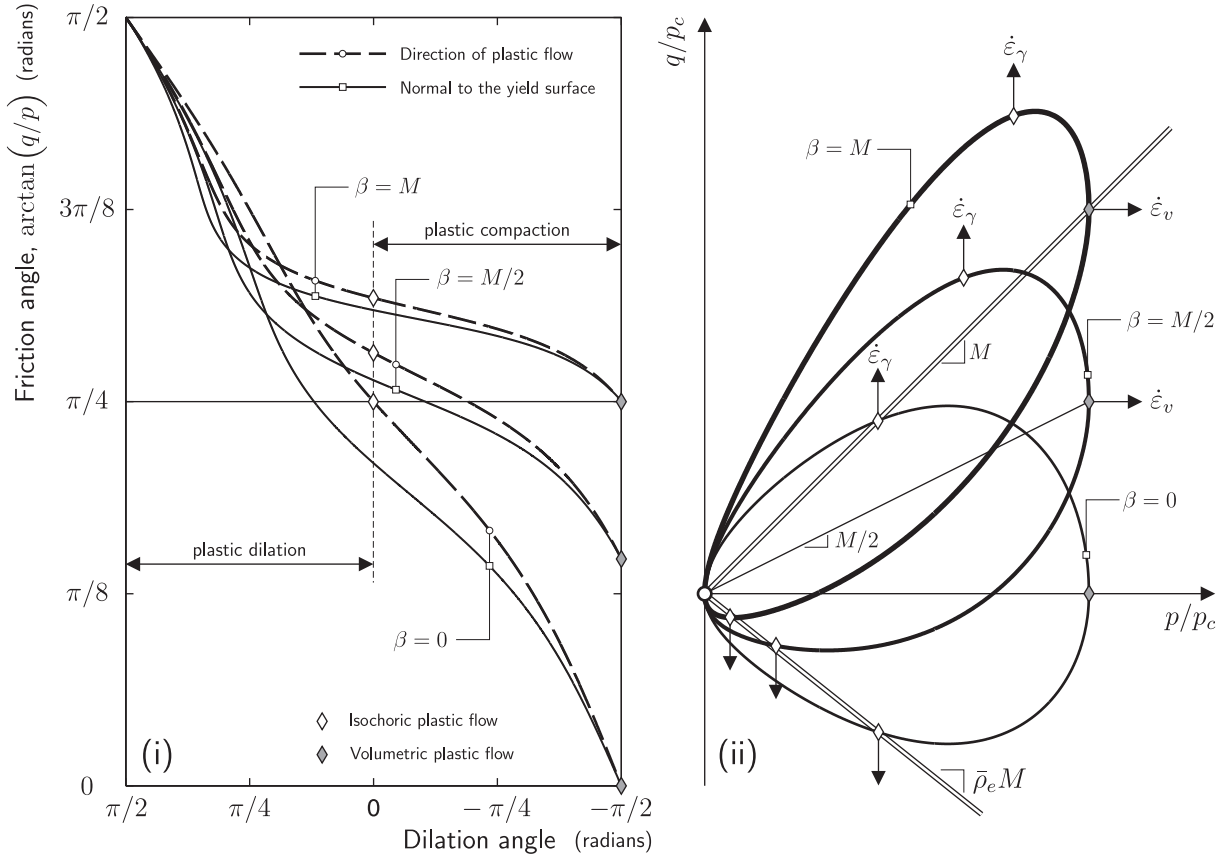 Friction angle, arctan(q/p) (radians)
π/2
3π/8
π/4
π/8
0
Direction of plastic flow
Normal to the yield surface
β = M
plastic compaction
β = M/2
plastic dilation
β = 0
Isochoric plastic flow
Volumetric plastic flow
(i)
π/2
π/4
0
−π/4
−π/2
Dilation angle (radians)
q/p_c
ε̇_γ
β = M
ε̇_γ
ε̇_v
M
β = M/2
ε̇_γ
ε̇_v
M/2
β = 0
p/p_c
(ii)
ρ̄_e M